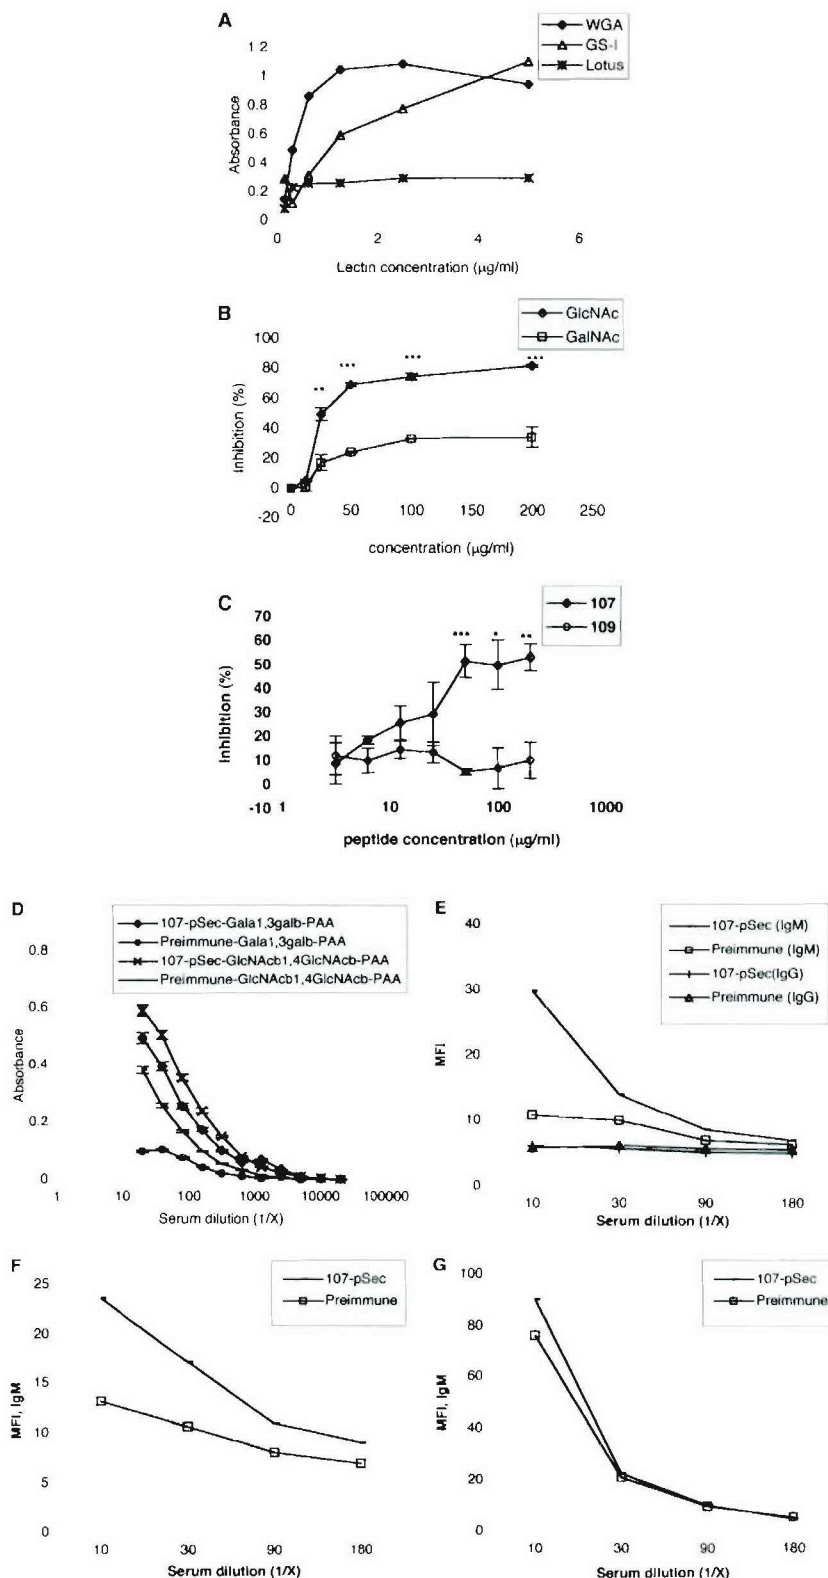 A
WGA
GS-I
Lotus
1 2
1
0.8
0 6
0 4
0.2
0
Absorbance
0 2 4 6
Lectin concentration (µg/ml)
B
GlcNAc
GalNAc
100
80
60
40
20
0
-20
Inhibition (%)
** *** *** ***
0 50 100 150 200 250
concentration (µg/ml)
C
107
109
70
60
50
40
30
20
10
0
-10
Inhibition (%)
*** * **
1 10 100 1000
peptide concentration (µg/ml)
D
107-pSec-Gala1,3galb-PAA
Preimmune-Gala1,3galb-PAA
107-pSec-GlcNAcb1,4GlcNAcb-PAA
Preimmune-GlcNAcb1,4GlcNAcb-PAA
0.8
0.6
0.4
0.2
0
Absorbance
1 10 100 1000 10000 100000
Serum dilution (1/X)
E
107-pSec (IgM)
Preimmune (IgM)
107-pSec(IgG)
Preimmune (IgG)
40
30
20
10
0
MFI
10 30 90 180
Serum dilution (1/X)
F
107-pSec
Preimmune
25
20
15
10
5
0
MFI, IgM
10 30 90 180
Serum dilution (1/X)
G
107-pSec
Preimmune
100
80
60
40
20
0
MFI, IgM
10 30 90 180
Serum dilution (1/X)